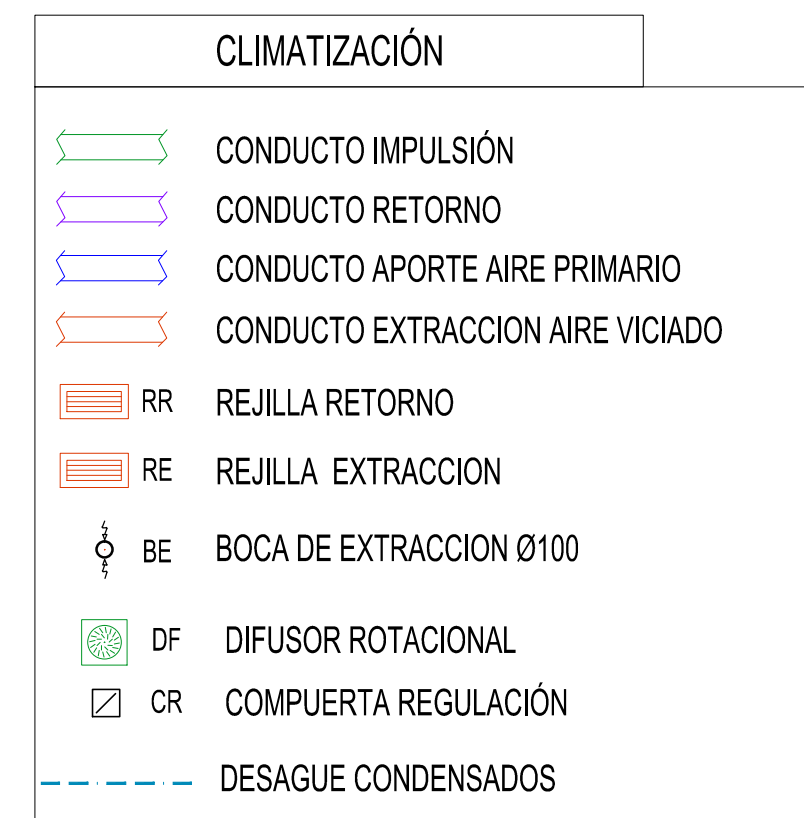 CLIMATIZACIÓN
CONDUCTO IMPULSIÓN
CONDUCTO RETORNO
CONDUCTO APORTE AIRE PRIMARIO
CONDUCTO EXTRACCION AIRE VICIADO
RR REJILLA RETORNO
RE REJILLA EXTRACCION
BE BOCA DE EXTRACCION Ø100
DF DIFUSOR ROTACIONAL
CR COMPUERTA REGULACIÓN
DESAGUE CONDENSADOS